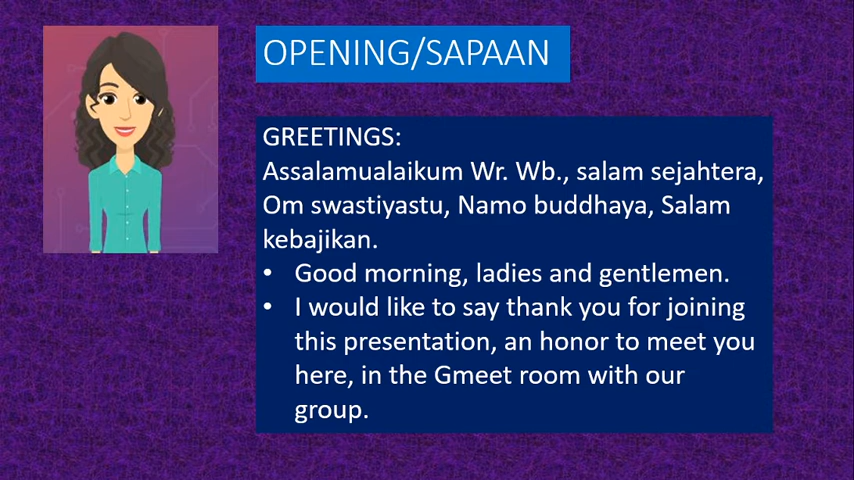 OPENING/SAPAAN
GREETINGS:
Assalamualaikum Wr. Wb., salam sejahtera,
Om swastiyastu, Namo buddhaya, Salam
kebajikan.
• Good morning, ladies and gentlemen.
• I would like to say thank you for joining
this presentation, an honor to meet you
here, in the Gmeet room with our
group.